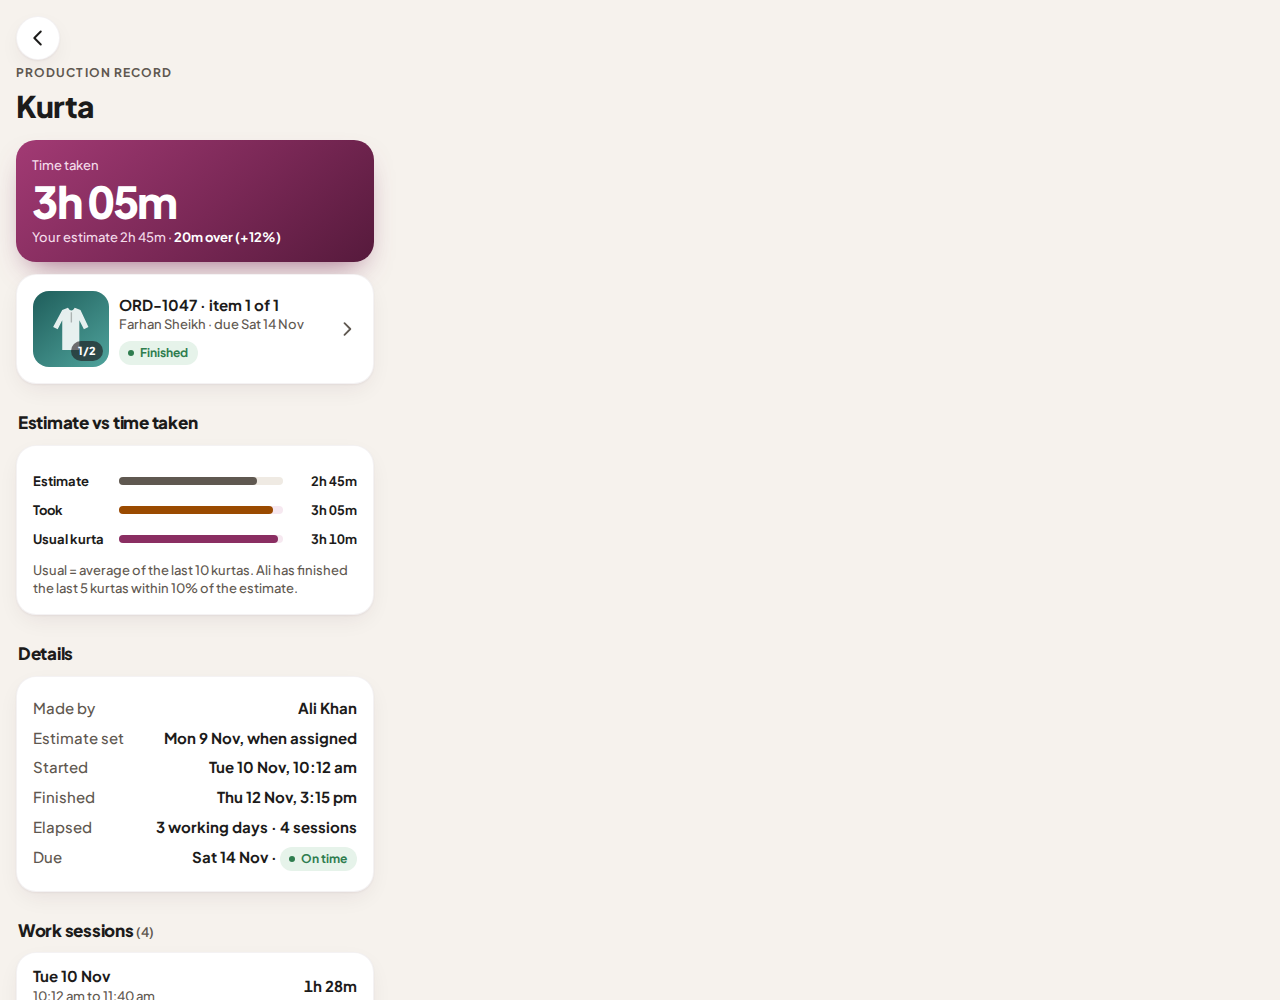 PRODUCTION RECORD
Kurta
Time taken
3h 05m
Your estimate 2h 45m · 20m over (+12%)
1/2
ORD-1047 · item 1 of 1
Farhan Sheikh · due Sat 14 Nov
Finished
Estimate vs time taken
Estimate 2h 45m
Took 3h 05m
Usual kurta 3h 10m
Usual = average of the last 10 kurtas. Ali has finished
the last 5 kurtas within 10% of the estimate.
Details
Made by Ali Khan
Estimate set Mon 9 Nov, when assigned
Started Tue 10 Nov, 10:12 am
Finished Thu 12 Nov, 3:15 pm
Elapsed 3 working days · 4 sessions
Due Sat 14 Nov · On time
Work sessions (4)
Tue 10 Nov
1h 28m
10:12 am to 11:40 am